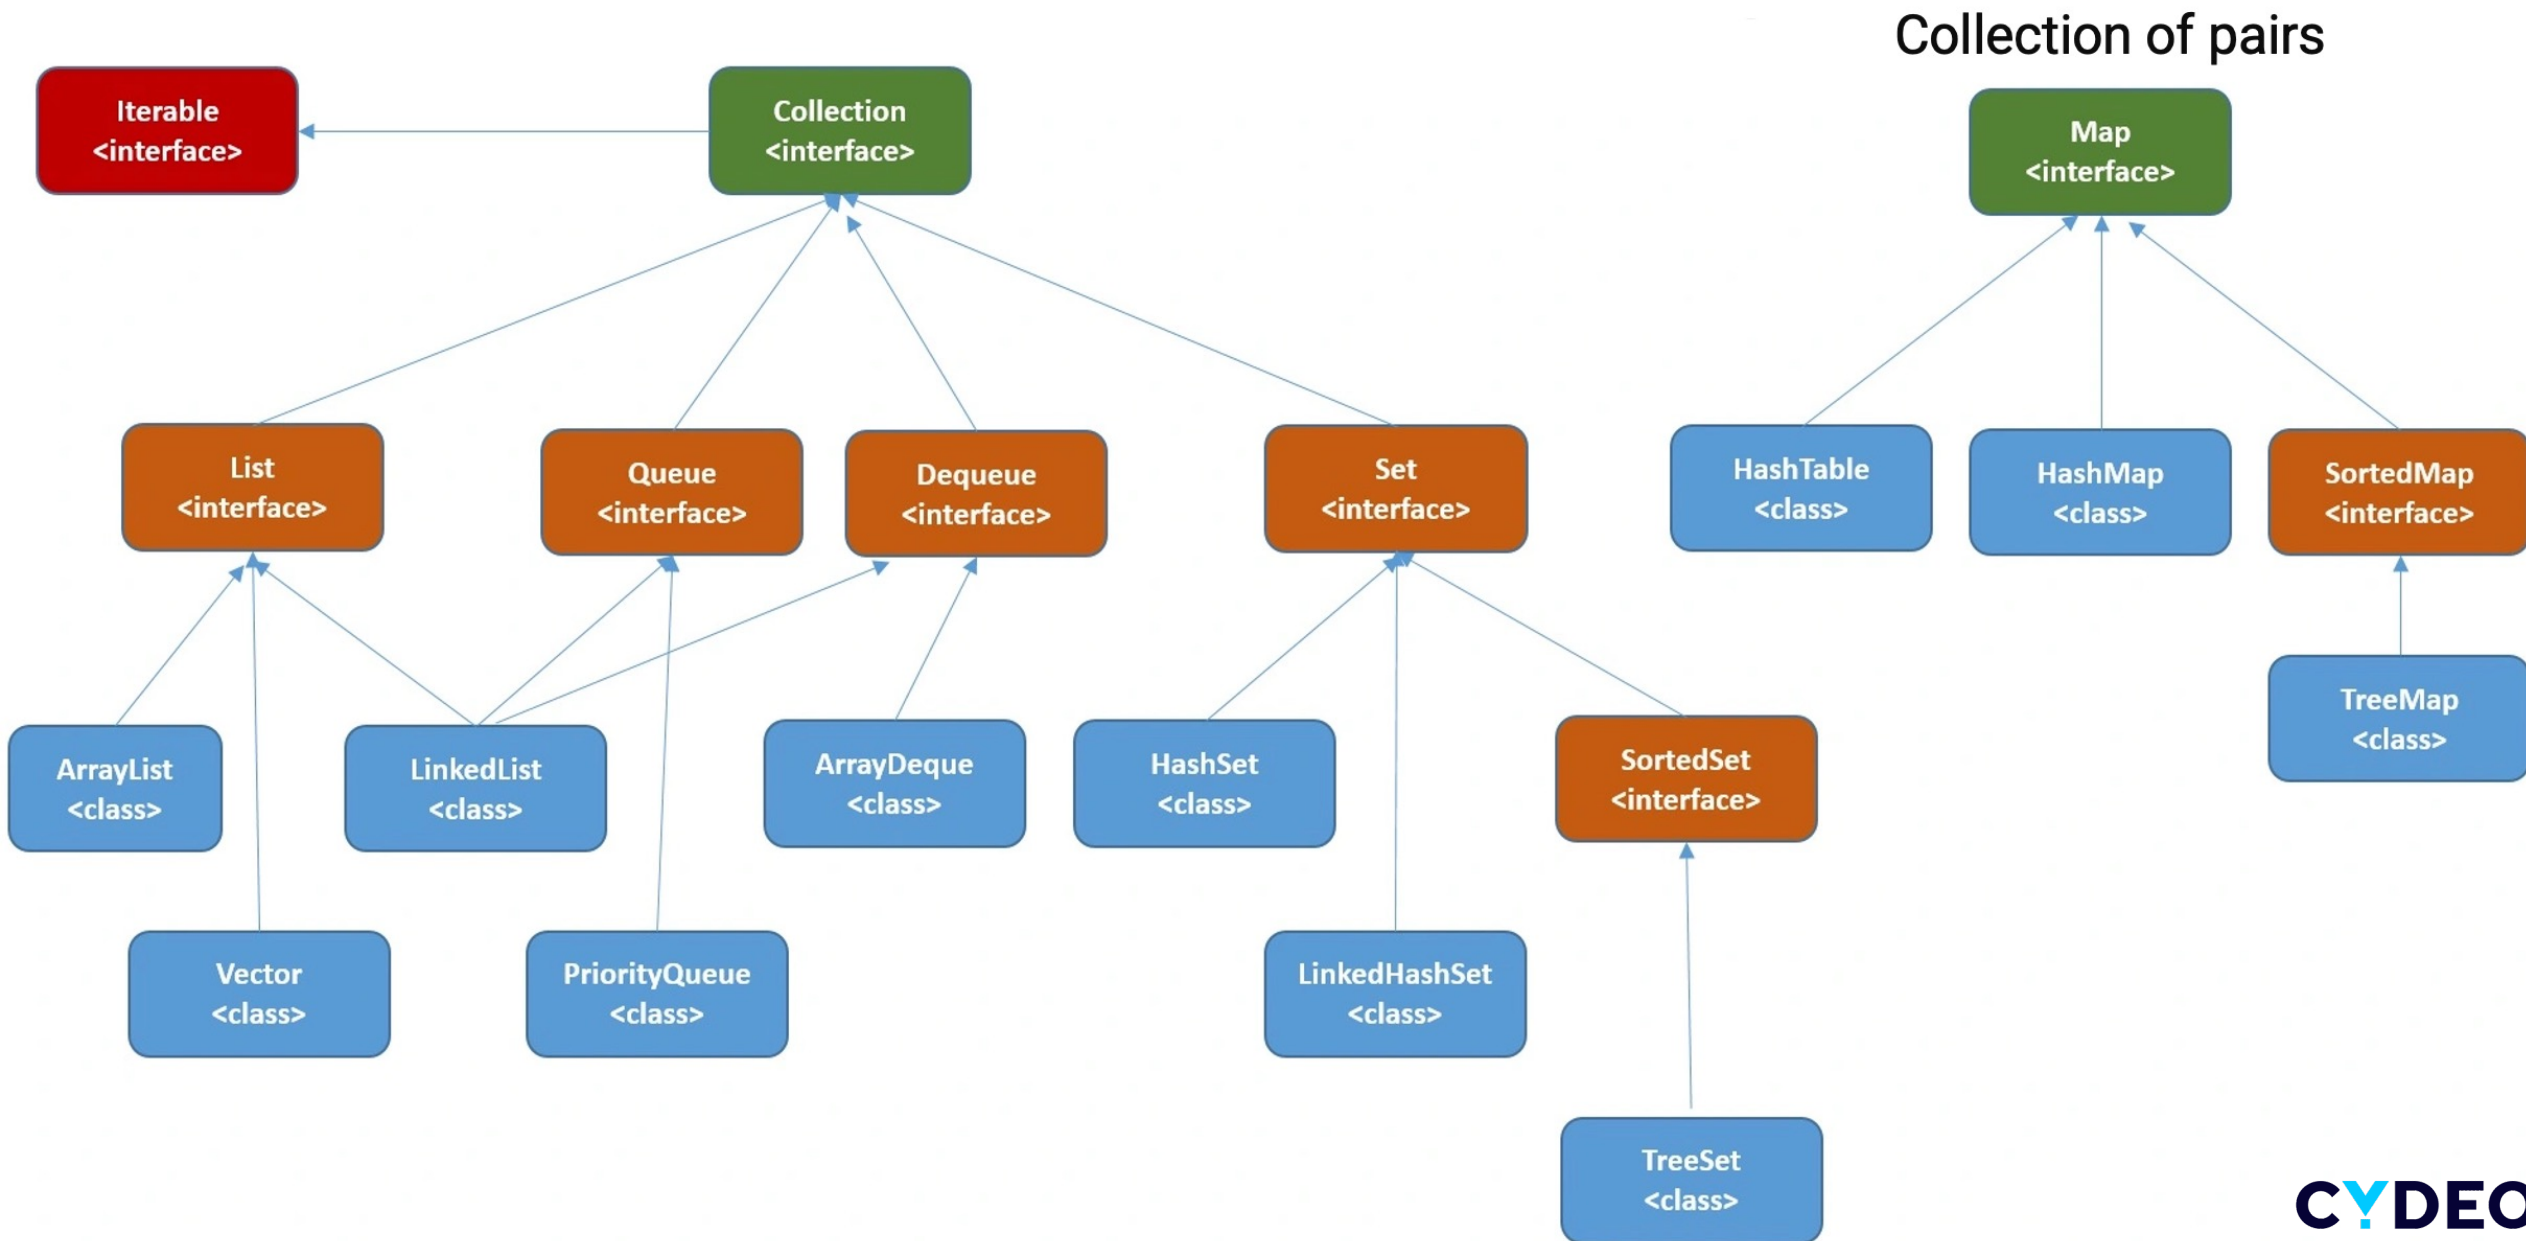 Collection of pairs
Iterable
<interface>
Collection
<interface>
Map
<interface>
List
<interface>
Queue
<interface>
Dequeue
<interface>
Set
<interface>
HashTable
<class>
HashMap
<class>
SortedMap
<interface>
ArrayList
<class>
LinkedList
<class>
ArrayDeque
<class>
HashSet
<class>
SortedSet
<interface>
TreeMap
<class>
Vector
<class>
PriorityQueue
<class>
LinkedHashSet
<class>
TreeSet
<class>
CYDEO